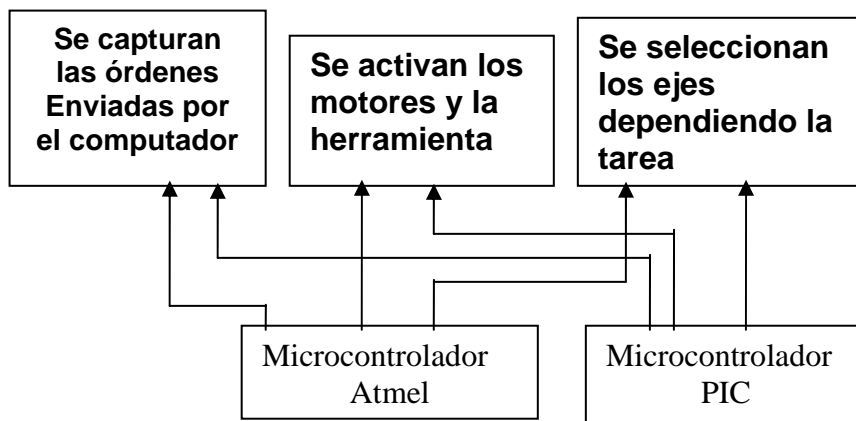 Se capturan
las órdenes
Enviadas por
el computador
Se activan los
motores y la
herramienta
Se seleccionan
los ejes
dependiendo la
tarea
Microcontrolador
Atmel
Microcontrolador
PIC